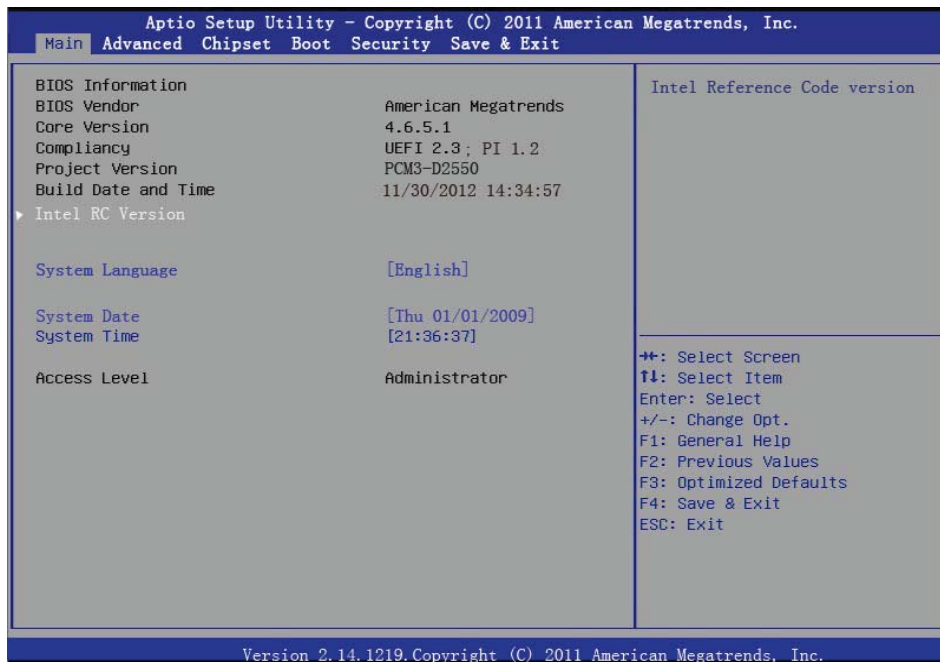 Aptio Setup Utility - Copyright (C) 2011 American Megatrends, Inc.
Main Advanced Chipset Boot Security Save & Exit
BIOS Information
BIOS Vendor American Megatrends
Core Version 4.6.5.1
Compliancy UEFI 2.3; PI 1.2
Project Version PCM3-D2550
Build Date and Time 11/30/2012 14:34:57
Intel RC Version
System Language [English]
System Date [Thu 01/01/2009]
System Time [21:36:37]
Access Level Administrator
Intel Reference Code version
→←: Select Screen
↑↓: Select Item
Enter: Select
+/-: Change Opt.
F1: General Help
F2: Previous Values
F3: Optimized Defaults
F4: Save & Exit
ESC: Exit
Version 2.14.1219. Copyright (C) 2011 American Megatrends, Inc.